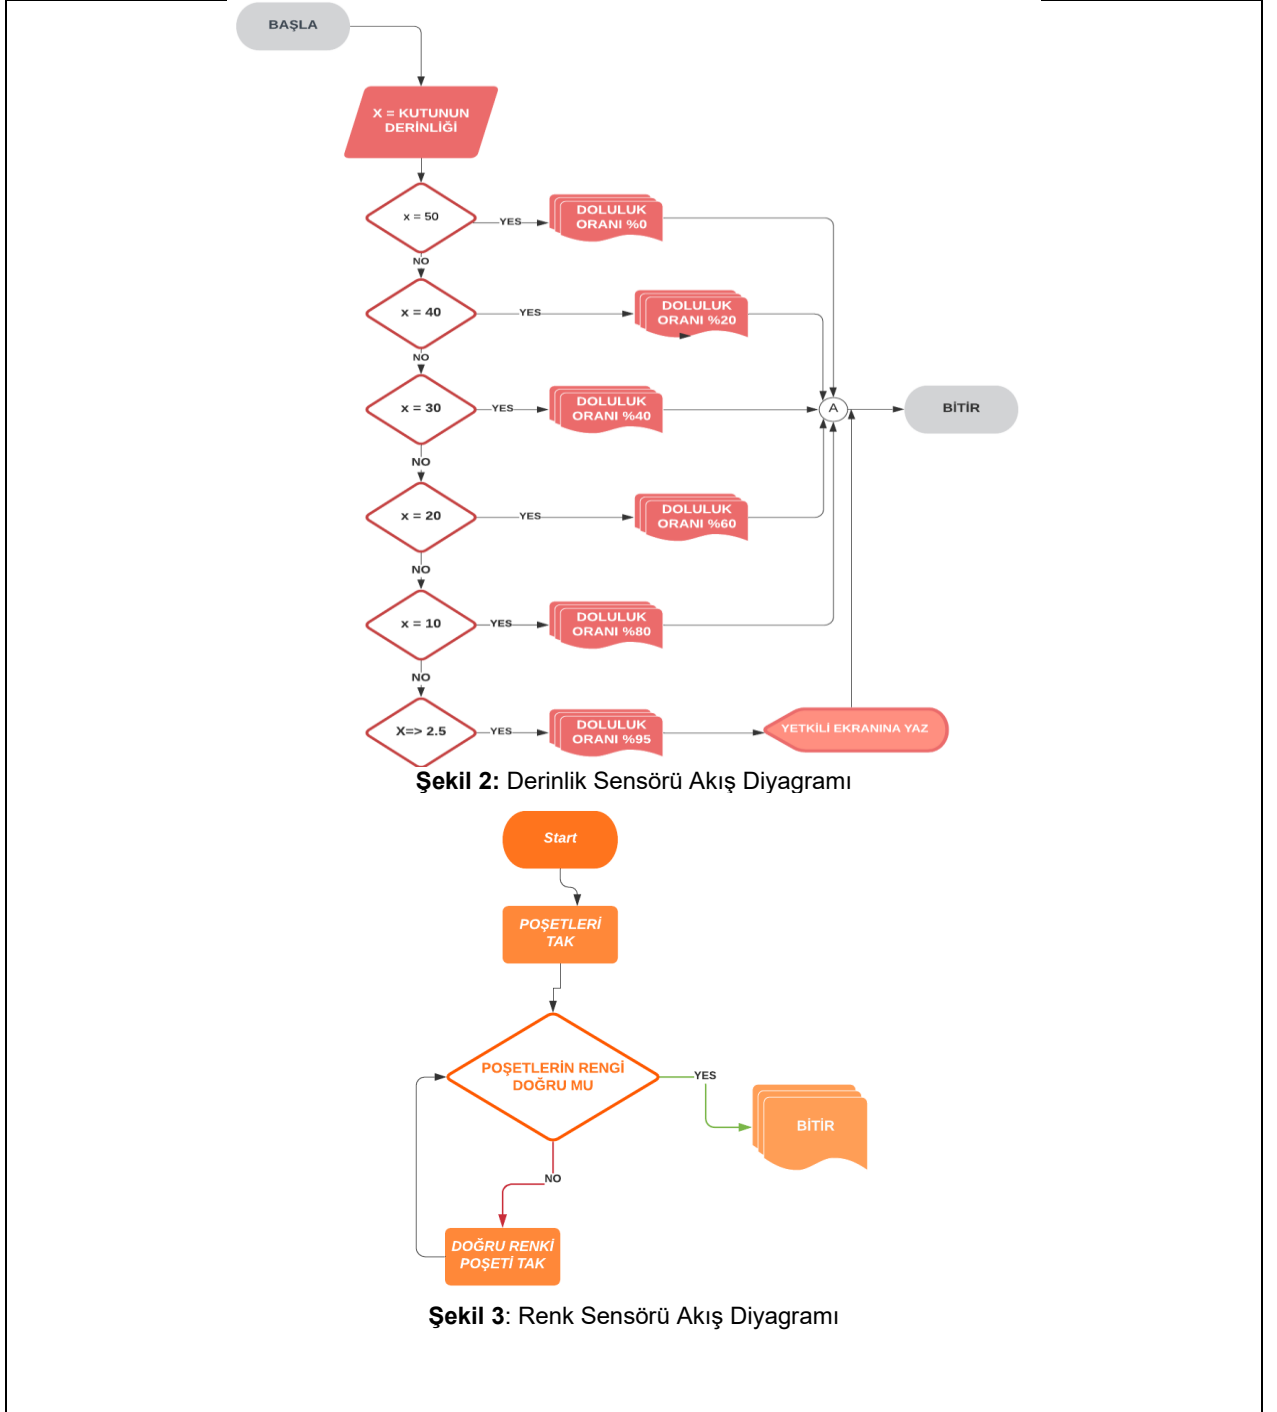 BAŞLA
X = KUTUNUN
DERİNLİĞİ
x = 50
YES
DOLULUK
ORANI %0
NO
x = 40
YES
DOLULUK
ORANI %20
NO
x = 30
YES
DOLULUK
ORANI %40
A
BİTİR
NO
x = 20
YES
DOLULUK
ORANI %60
NO
x = 10
YES
DOLULUK
ORANI %80
NO
X=> 2.5
YES
DOLULUK
ORANI %95
YETKİLİ EKRANINA YAZ
Şekil 2: Derinlik Sensörü Akış Diyagramı
Start
POŞETLERİ
TAK
POŞETLERİN RENGİ
DOĞRU MU
YES
BİTİR
NO
DOĞRU RENKİ
POŞETİ TAK
Şekil 3: Renk Sensörü Akış Diyagramı